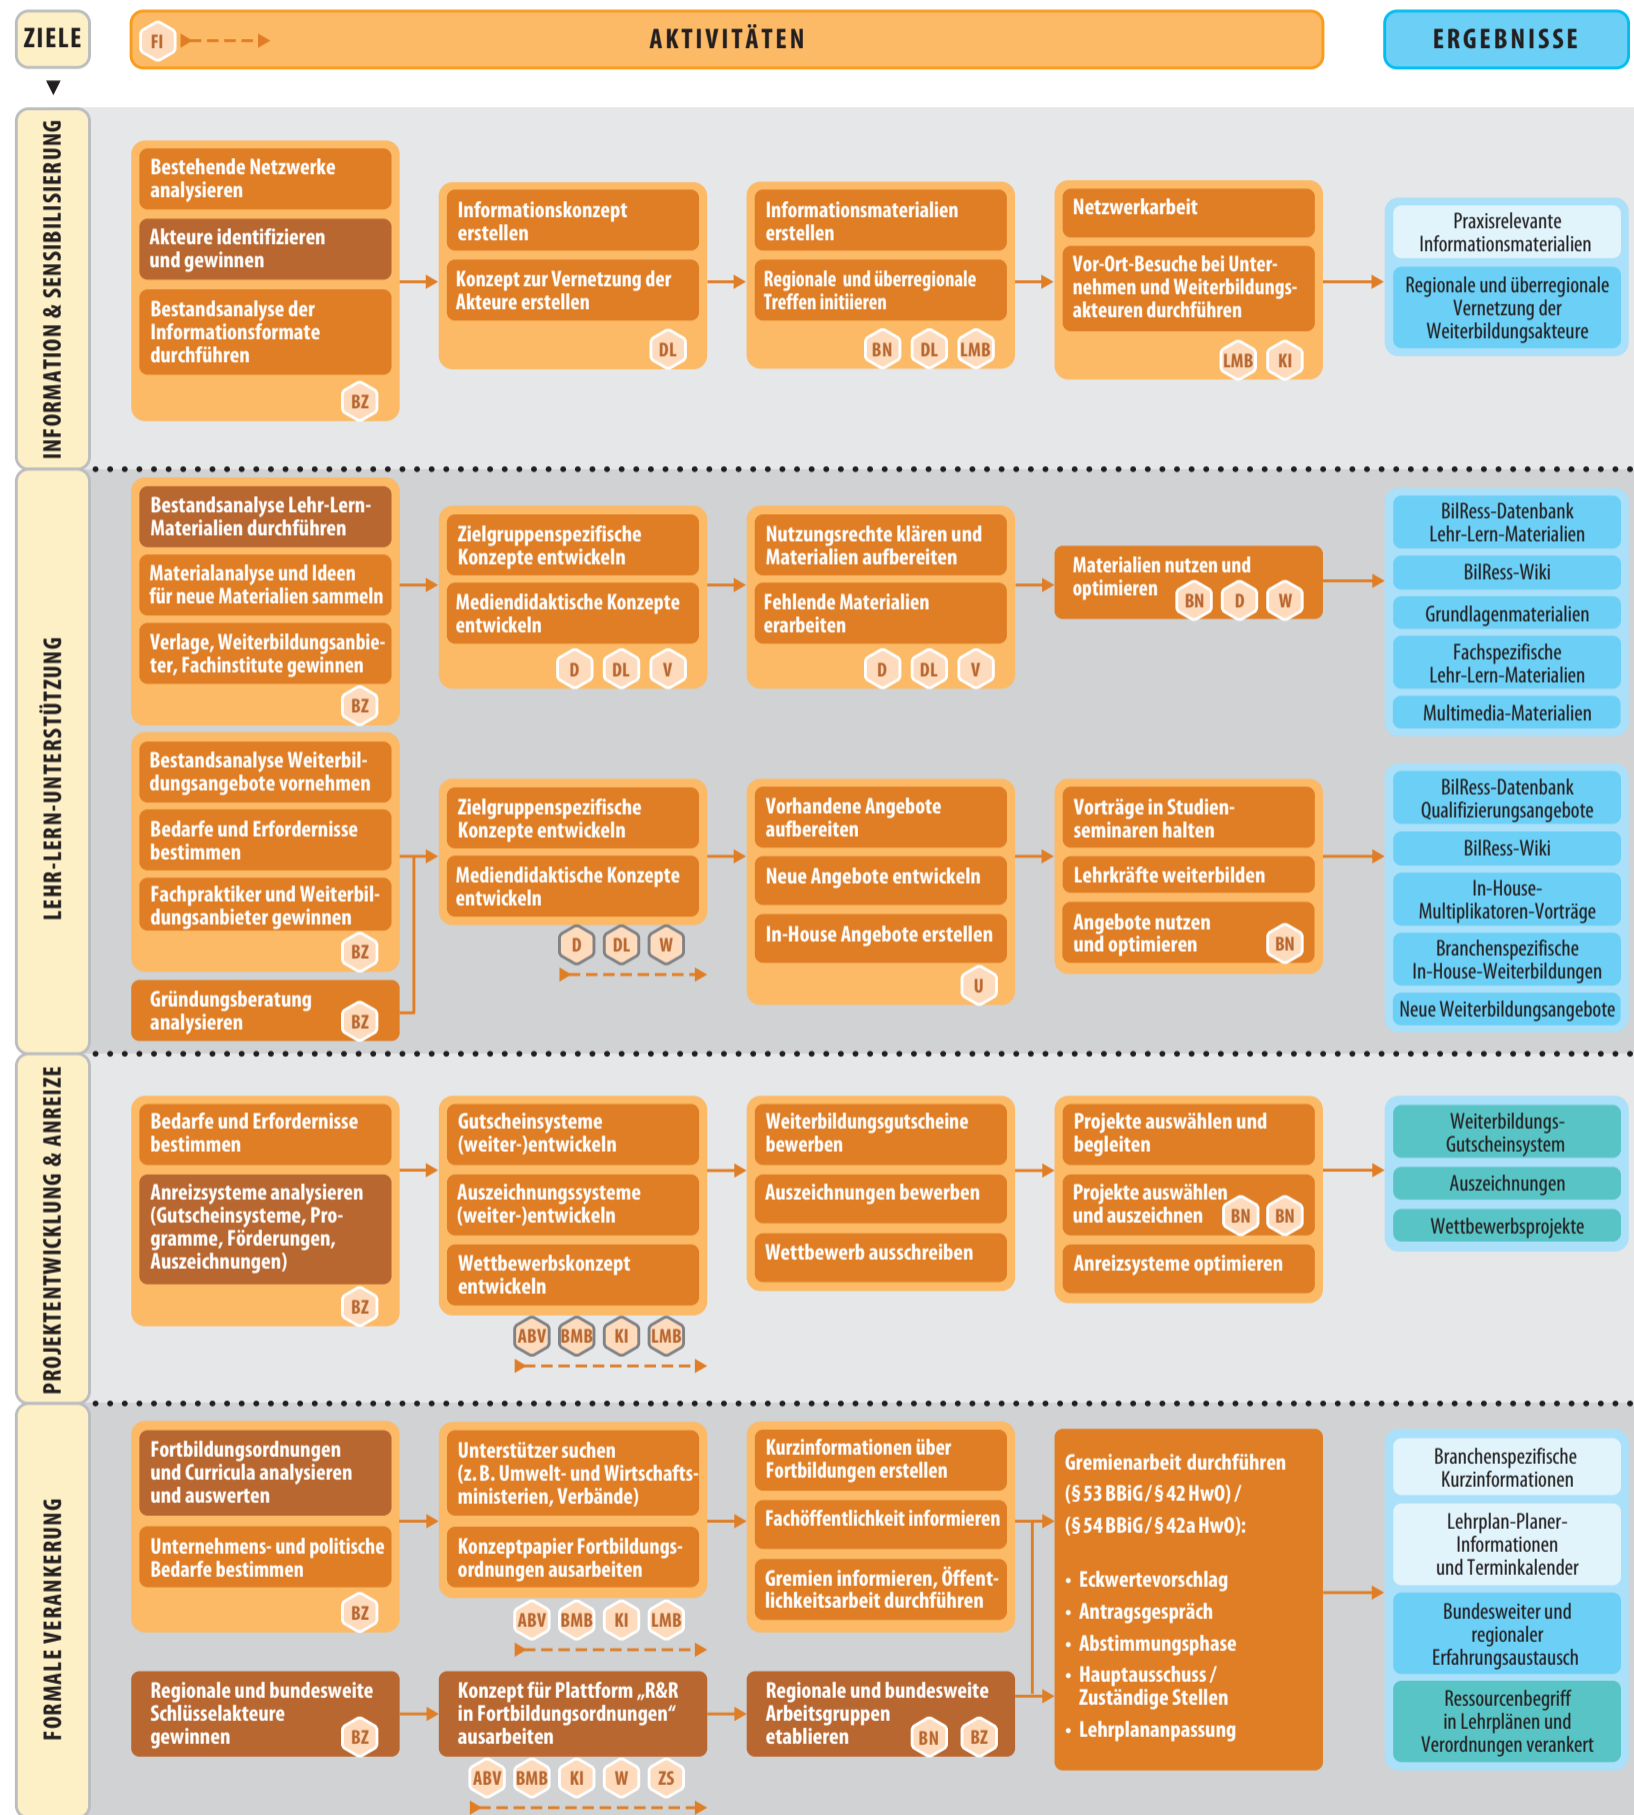 ZIELE
FI
AKTIVITÄTEN
ERGEBNISSE
INFORMATION & SENSIBILISIERUNG
Bestehende Netzwerke
analysieren
Akteure identifizieren
und gewinnen
Bestandsanalyse der
Informationsformate
durchführen
BZ
Informationskonzept
erstellen
Konzept zur Vernetzung der
Akteure erstellen
DL
Informationsmaterialien
erstellen
Regionale und überregionale
Treffen initiieren
BN DL LMB
Netzwerkarbeit
Vor-Ort-Besuche bei Unter-
nehmen und Weiterbildungs-
akteuren durchführen
LMB KI
Praxisrelevante
Informationsmaterialien
Regionale und überregionale
Vernetzung der
Weiterbildungsakteure
LEHR-LERN-UNTERSTÜTZUNG
Bestandsanalyse Lehr-Lern-
Materialien durchführen
Materialanalyse und Ideen
für neue Materialien sammeln
Verlage, Weiterbildungsanbie-
ter, Fachinstitute gewinnen
BZ
Zielgruppenspezifische
Konzepte entwickeln
Mediendidaktische Konzepte
entwickeln
D DL V
Nutzungsrechte klären und
Materialien aufbereiten
Fehlende Materialien
erarbeiten
D DL V
Materialien nutzen und
optimieren
BN D W
BilRess-Datenbank
Lehr-Lern-Materialien
BilRess-Wiki
Grundlagenmaterialien
Fachspezifische
Lehr-Lern-Materialien
Multimedia-Materialien
Bestandsanalyse Weiterbil-
dungsangebote vornehmen
Bedarfe und Erfordernisse
bestimmen
Fachpraktiker und Weiterbil-
dungsanbieter gewinnen
BZ
Gründungsberatung
analysieren
BZ
Zielgruppenspezifische
Konzepte entwickeln
Mediendidaktische Konzepte
entwickeln
D DL W
Vorhandene Angebote
aufbereiten
Neue Angebote entwickeln
In-House Angebote erstellen
U
Vorträge in Studien-
seminaren halten
Lehrkräfte weiterbilden
Angebote nutzen
und optimieren
BN
BilRess-Datenbank
Qualifizierungsangebote
BilRess-Wiki
In-House-
Multiplikatoren-Vorträge
Branchenspezifische
In-House-Weiterbildungen
Neue Weiterbildungsangebote
PROJEKTENTWICKLUNG & ANREIZE
Bedarfe und Erfordernisse
bestimmen
Anreizsysteme analysieren
(Gutscheinsysteme, Pro-
gramme, Förderungen,
Auszeichnungen)
BZ
Gutscheinsysteme
(weiter-)entwickeln
Auszeichnungssysteme
(weiter-)entwickeln
Wettbewerbskonzept
entwickeln
ABV BMB KI LMB
Weiterbildungsgutscheine
bewerben
Auszeichnungen bewerben
Wettbewerb ausschreiben
Projekte auswählen und
begleiten
Projekte auswählen
und auszeichnen
BN BN
Anreizsysteme optimieren
Weiterbildungs-
Gutscheinsystem
Auszeichnungen
Wettbewerbsprojekte
FORMALE VERANKERUNG
Fortbildungsordnungen
und Curricula analysieren
und auswerten
Unternehmens- und politische
Bedarfe bestimmen
BZ
Unterstützer suchen
(z. B. Umwelt- und Wirtschafts-
ministerien, Verbände)
Konzeptpapier Fortbildungs-
ordnungen ausarbeiten
ABV BMB KI LMB
Kurzinformationen über
Fortbildungen erstellen
Fachöffentlichkeit informieren
Gremien informieren, Öffent-
lichkeitsarbeit durchführen
Regionale und bundesweite
Schlüsselakteure
gewinnen
BZ
Konzept für Plattform „R&R
in Fortbildungsordnungen“
ausarbeiten
ABV BMB KI W ZS
Regionale und bundesweite
Arbeitsgruppen
etablieren
BN BZ
Gremienarbeit durchführen
(§ 53 BBiG / § 42 HwO) /
(§ 54 BBiG / § 42a HwO):
• Eckwertevorschlag
• Antragsgespräch
• Abstimmungsphase
• Hauptausschuss /
Zuständige Stellen
• Lehrplananpassung
Branchenspezifische
Kurzinformationen
Lehrplan-Planer-
Informationen
und Terminkalender
Bundesweiter und
regionaler
Erfahrungsaustausch
Ressourcenbegriff
in Lehrplänen und
Verordnungen verankert